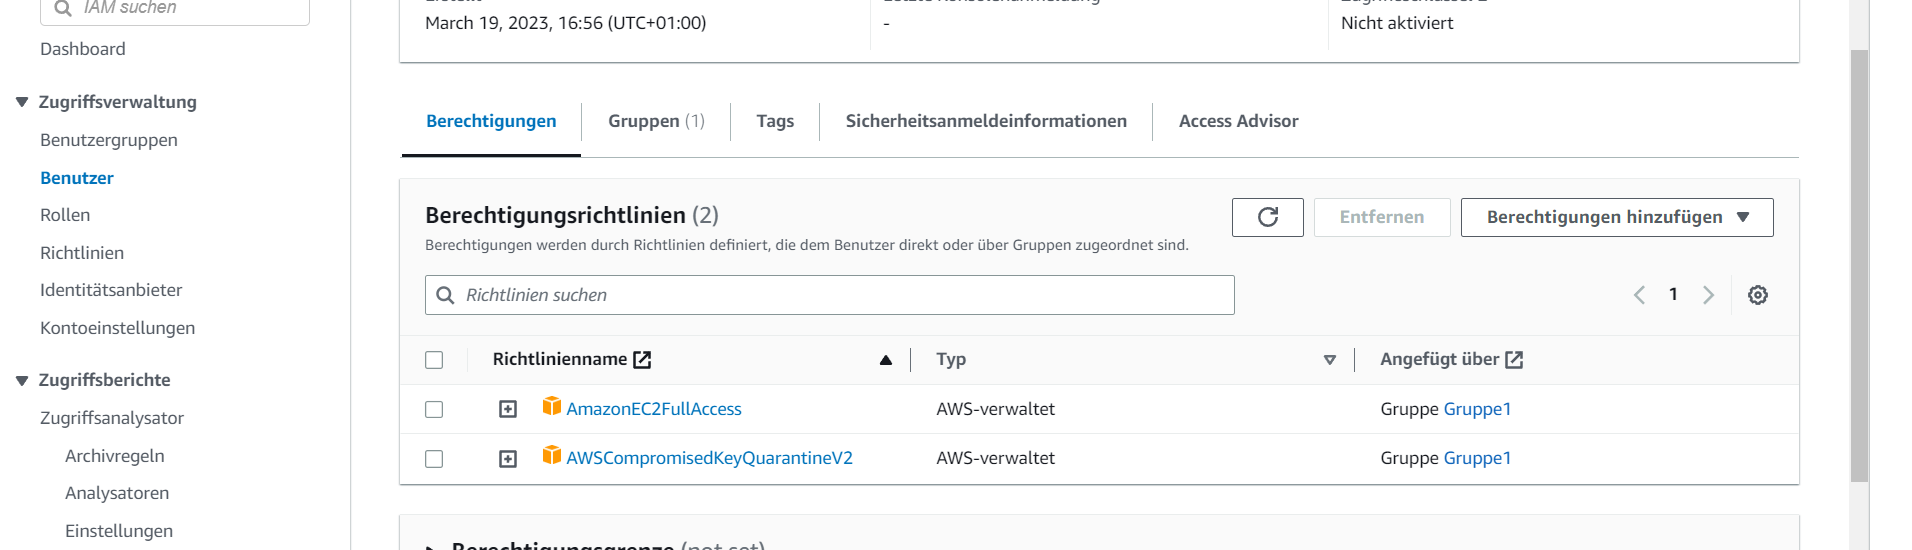 IAM suchen
Dashboard
Zugriffsverwaltung
Benutzergruppen
Benutzer
Rollen
Richtlinien
Identitätsanbieter
Kontoeinstellungen
Zugriffsberichte
Zugriffsanalysator
Archivregeln
Analysatoren
Einstellungen
March 19, 2023, 16:56 (UTC+01:00)
-
Nicht aktiviert
Berechtigungen Gruppen (1) Tags Sicherheitsanmeldeinformationen Access Advisor
Berechtigungsrichtlinien (2)
Berechtigungen werden durch Richtlinien definiert, die dem Benutzer direkt oder über Gruppen zugeordnet sind.
Entfernen Berechtigungen hinzufügen
Richtlinien suchen
1
Richtlinienname Typ Angefügt über
AmazonEC2FullAccess AWS-verwaltet Gruppe Gruppe1
AWSCompromisedKeyQuarantineV2 AWS-verwaltet Gruppe Gruppe1
Berechtigungsgrenze (not set)